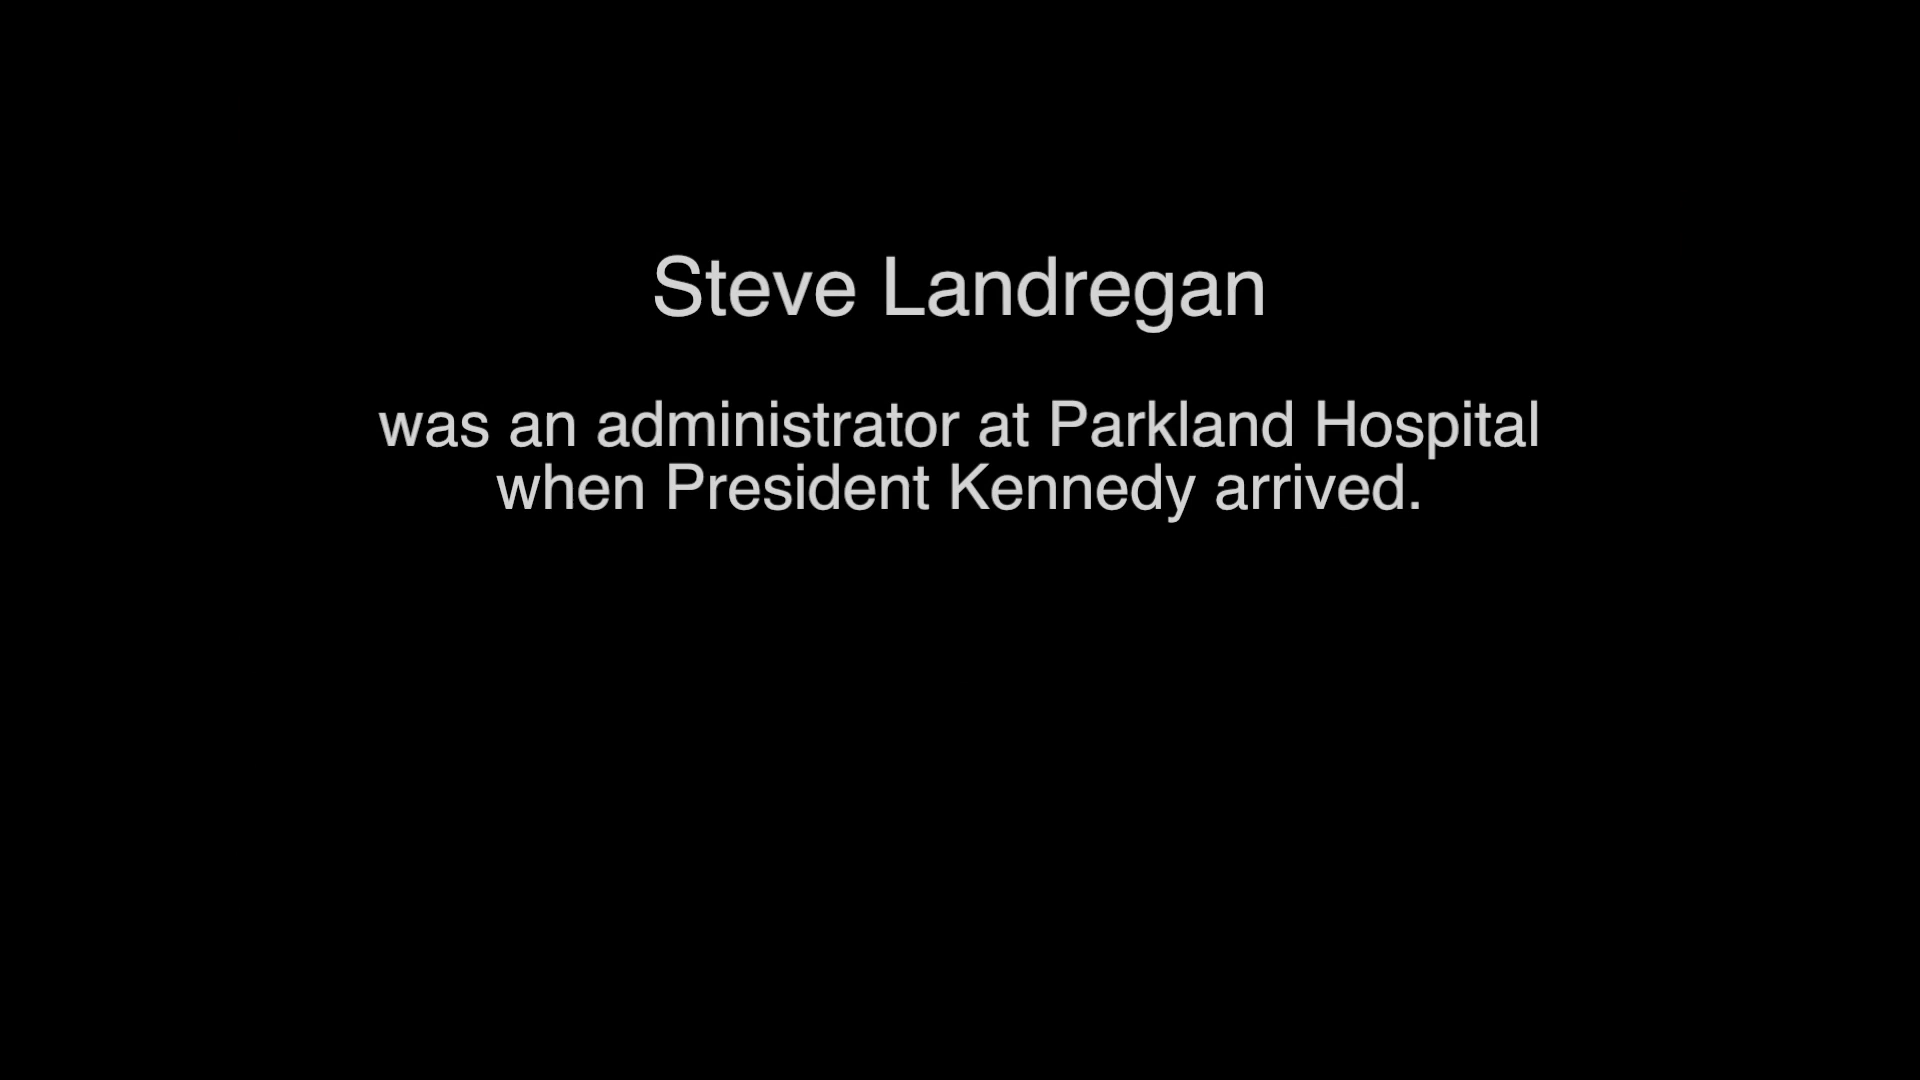 Steve Landregan
was an administrator at Parkland Hospital
when President Kennedy arrived.